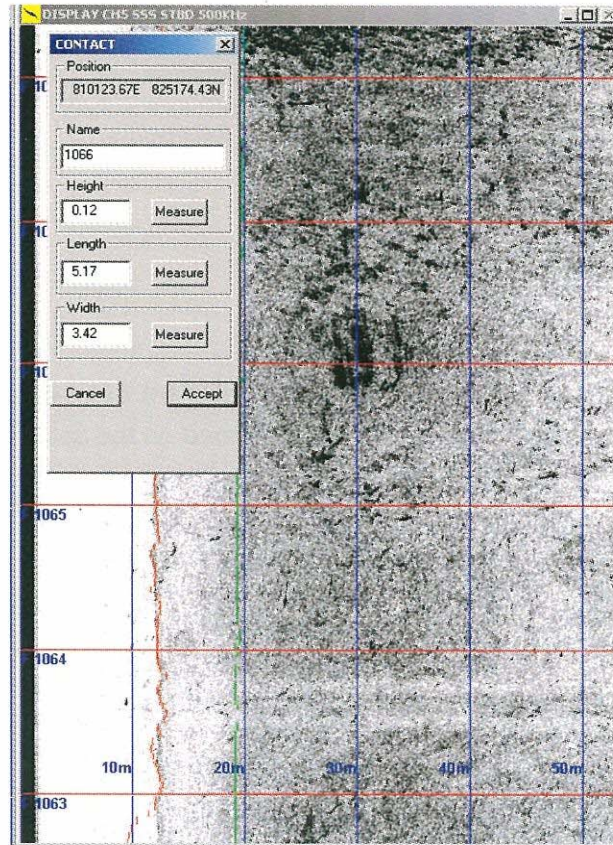 DISPLAY CH5 SSS STBD 500KHz
CONTACT
Position
810123.67E 825174.43N
Name
1066
Height
0.12 Measure
Length
5.17 Measure
Width
3.42 Measure
Cancel Accept
1065
1064
10m 20m 30m 40m 50m
1063